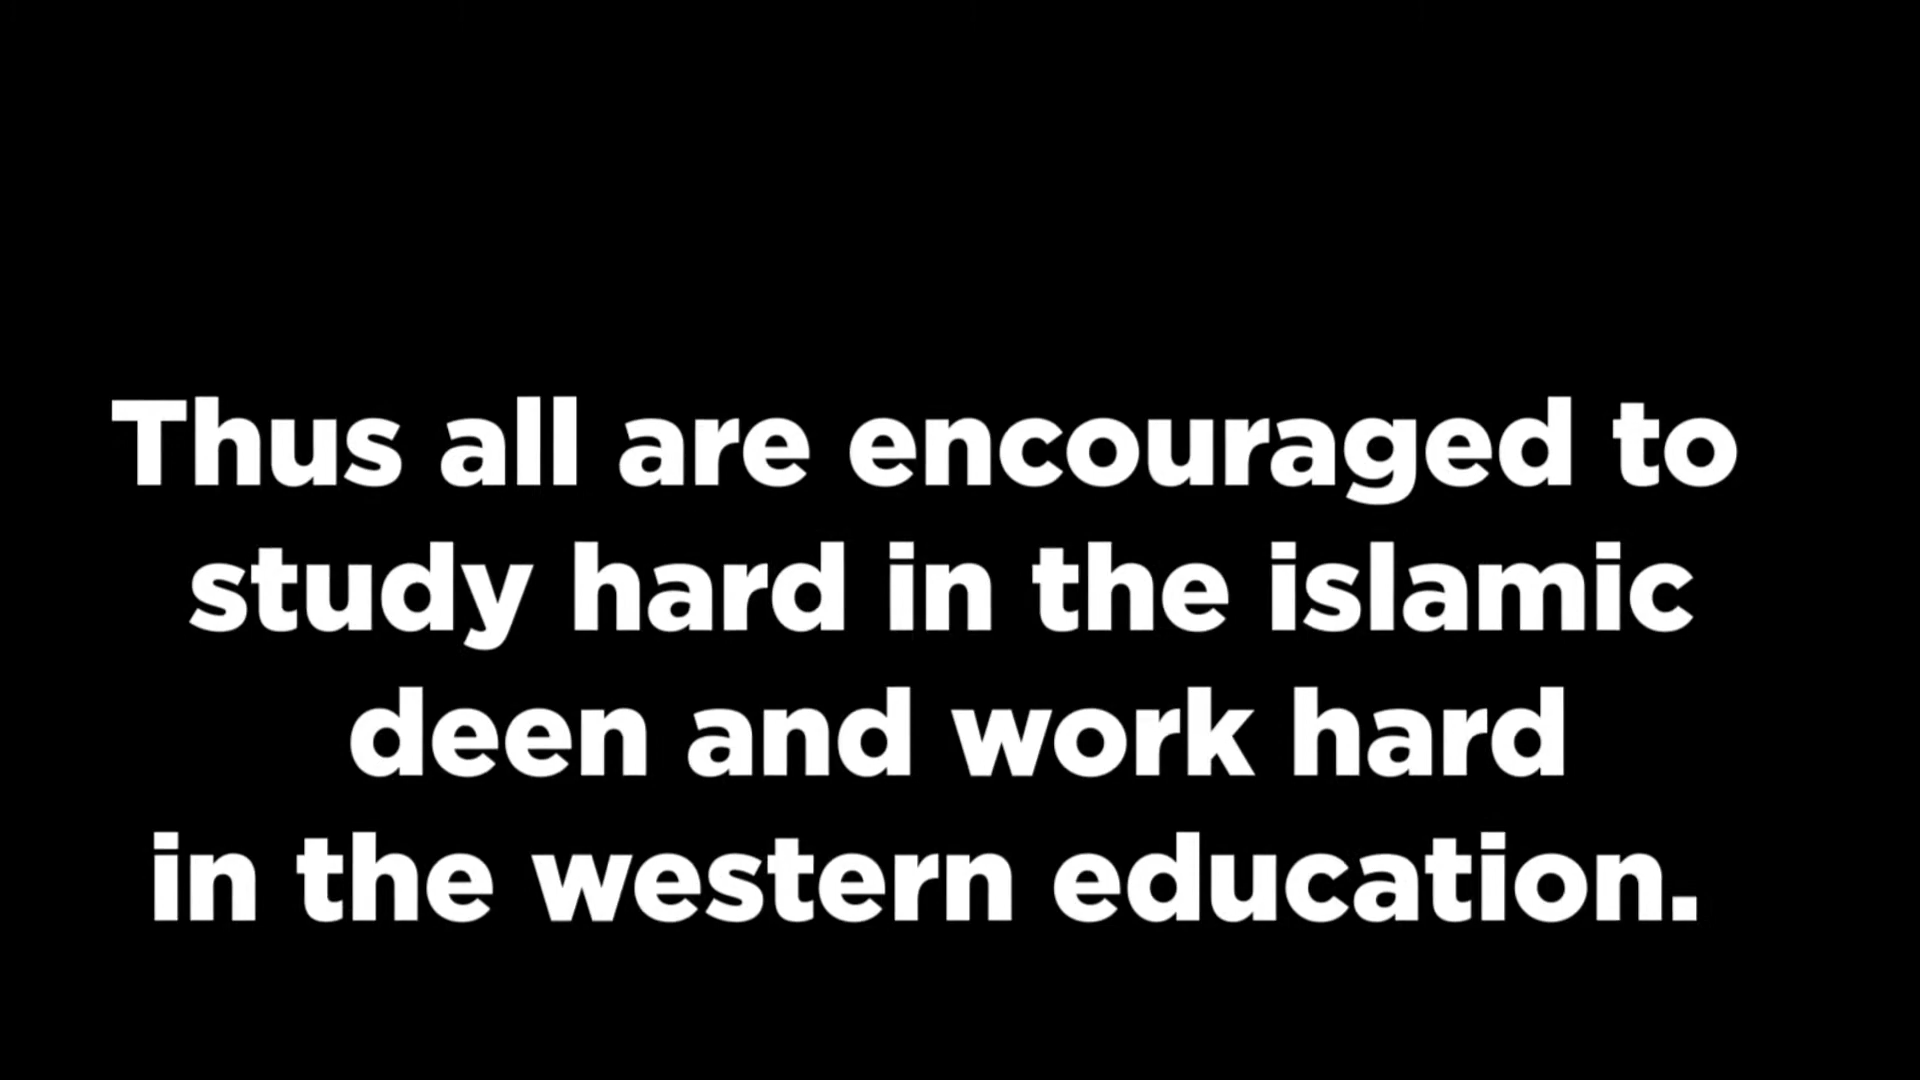 Thus all are encouraged to
study hard in the islamic
deen and work hard
in the western education.